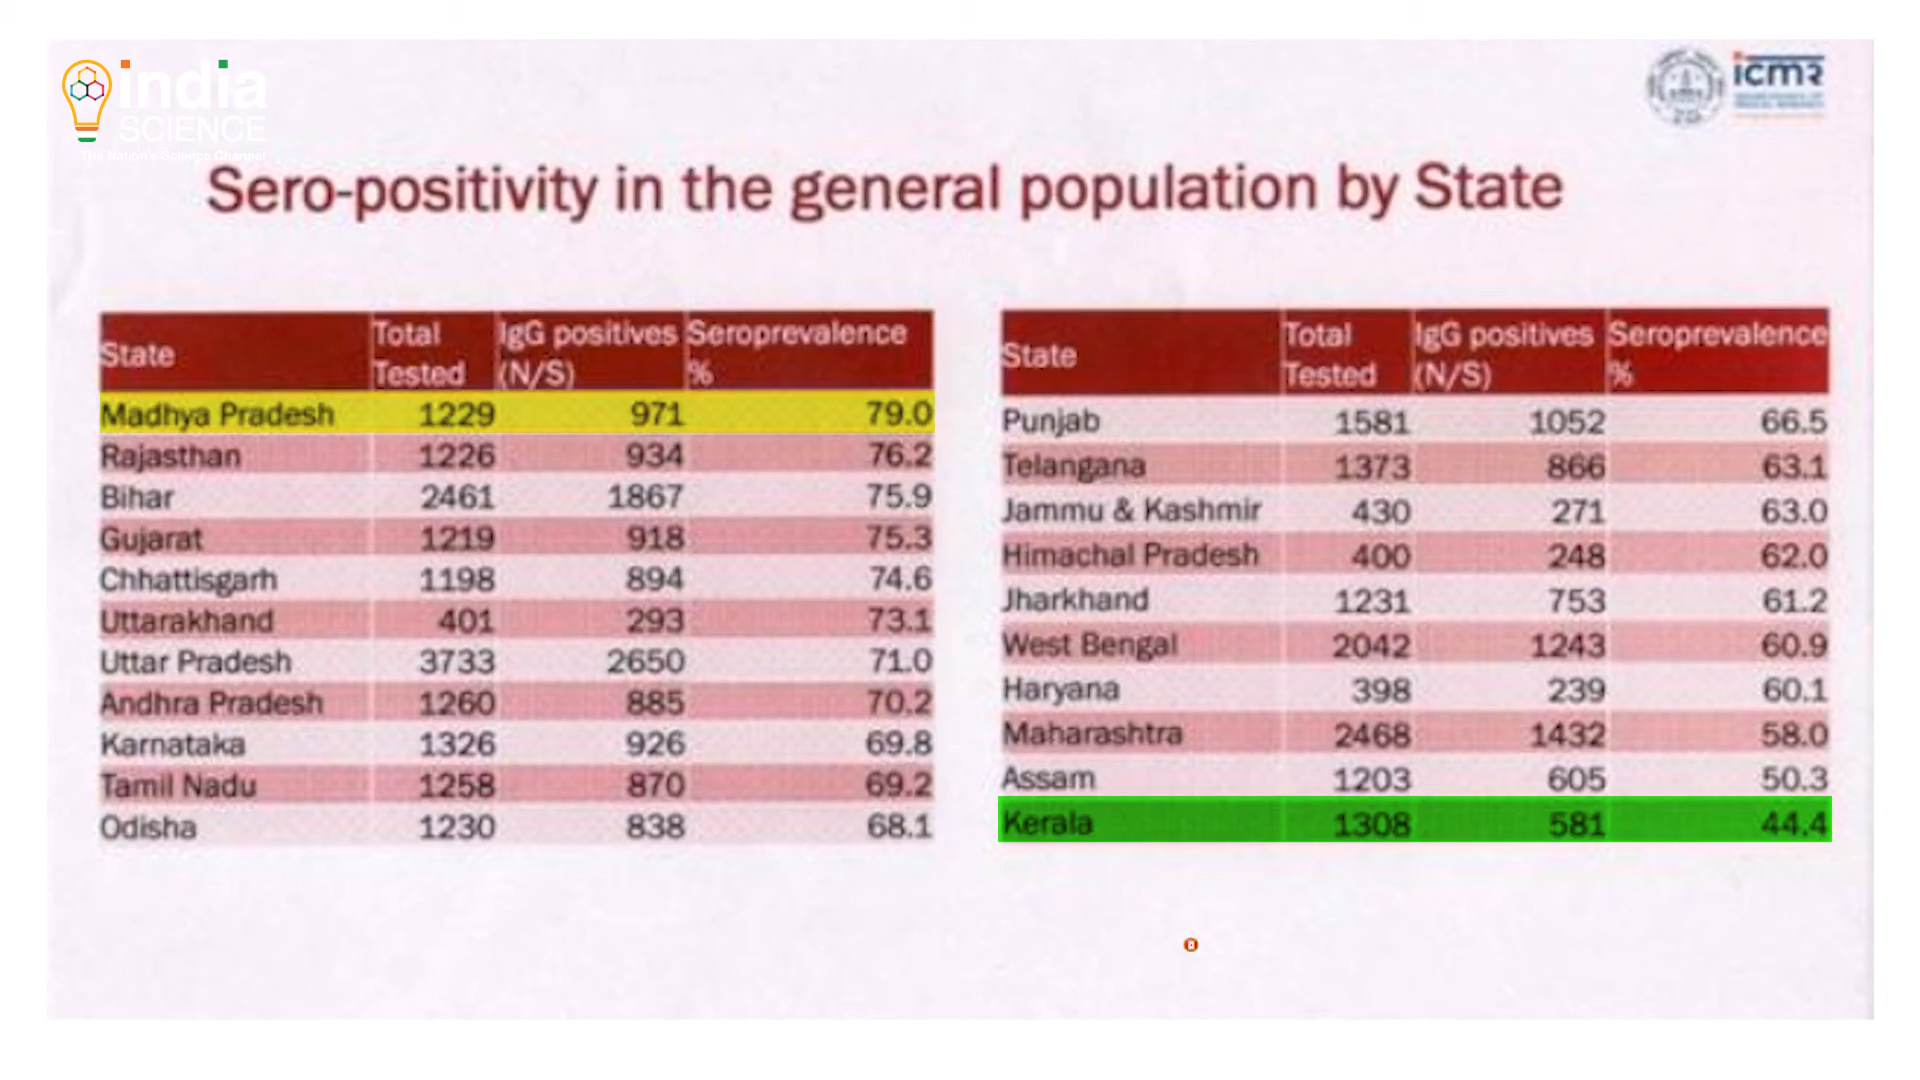 india
SCIENCE
The Nation's Science Channel
icmr
Sero-positivity in the general population by State
State Total Tested IgG positives (N/S) Seroprevalence %
Madhya Pradesh 1229 971 79.0
Rajasthan 1226 934 76.2
Bihar 2461 1867 75.9
Gujarat 1219 918 75.3
Chhattisgarh 1198 894 74.6
Uttarakhand 401 293 73.1
Uttar Pradesh 3733 2650 71.0
Andhra Pradesh 1260 885 70.2
Karnataka 1326 926 69.8
Tamil Nadu 1258 870 69.2
Odisha 1230 838 68.1
State Total Tested IgG positives (N/S) Seroprevalence %
Punjab 1581 1052 66.5
Telangana 1373 866 63.1
Jammu & Kashmir 430 271 63.0
Himachal Pradesh 400 248 62.0
Jharkhand 1231 753 61.2
West Bengal 2042 1243 60.9
Haryana 398 239 60.1
Maharashtra 2468 1432 58.0
Assam 1203 605 50.3
Kerala 1308 581 44.4